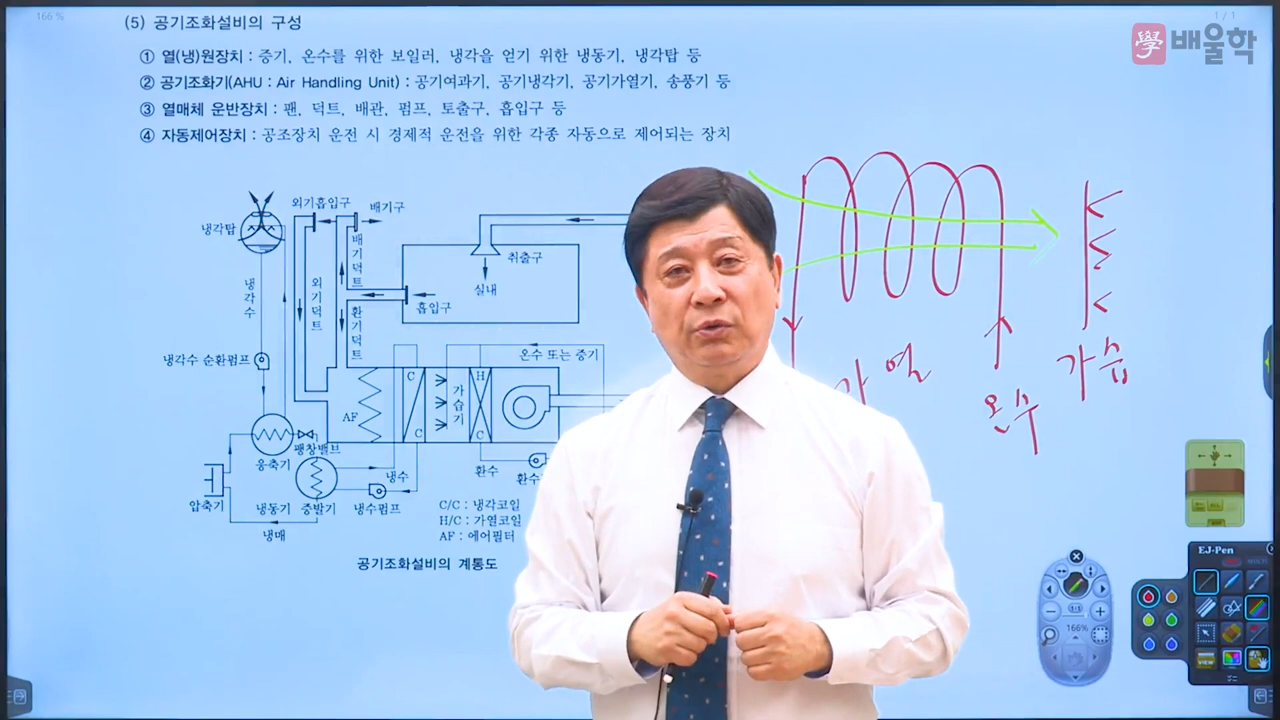 166 %
1 / 1
學 배울학
(5) 공기조화설비의 구성
① 열(냉)원장치 : 증기, 온수를 위한 보일러, 냉각을 얻기 위한 냉동기, 냉각탑 등
② 공기조화기(AHU : Air Handling Unit) : 공기여과기, 공기냉각기, 공기가열기, 송풍기 등
③ 열매체 운반장치 : 팬, 덕트, 배관, 펌프, 토출구, 흡입구 등
④ 자동제어장치 : 공조장치 운전 시 경제적 운전을 위한 각종 자동으로 제어되는 장치
외기흡입구
배기구
냉각탑
배기덕트
취출구
실내
냉각수
외기덕트
흡입구
환기덕트
냉각수 순환펌프
온수 또는 증기
AF
C
C
가습기
H
C
가열
온수
가습
팽창밸브
응축기
냉수
환수
압축기
냉동기
증발기
냉수펌프
냉매
C/C : 냉각코일
H/C : 가열코일
AF : 에어필터
공기조화설비의 계통도
EJ-Pen
MULTI
166%
VIEW